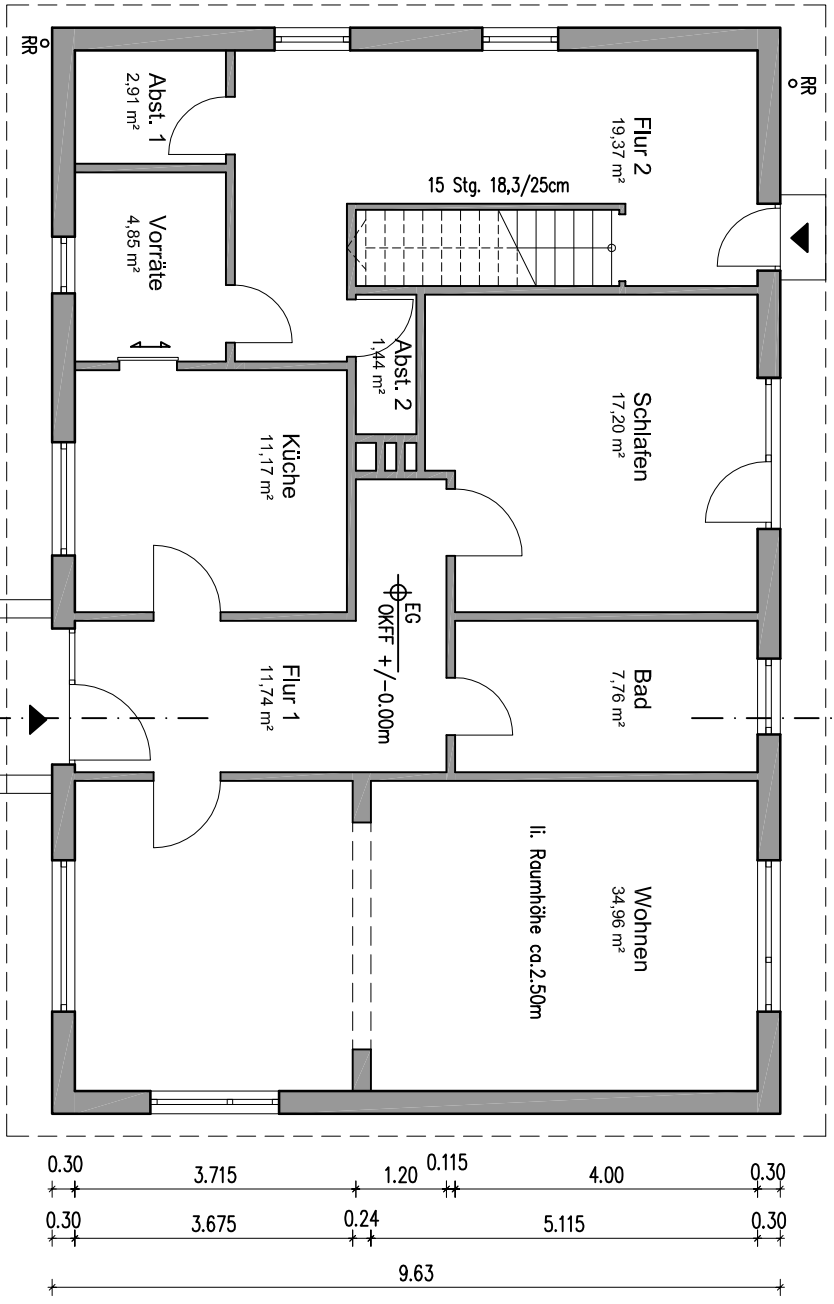 RR
RR
Abst. 1
2,91 m²
Flur 2
19,37 m²
15 Stg. 18,3/25cm
Vorräte
4,85 m²
Abst. 2
1,44 m²
Schlafen
17,20 m²
Küche
11,17 m²
EG
OKFF +/-0.00m
Flur 1
11,74 m²
Bad
7,76 m²
Wohnen
34,96 m²
li. Raumhöhe ca.2.50m
0.30 3.715 1.20 0.115 4.00 0.30
0.30 3.675 0.24 5.115 0.30
9.63